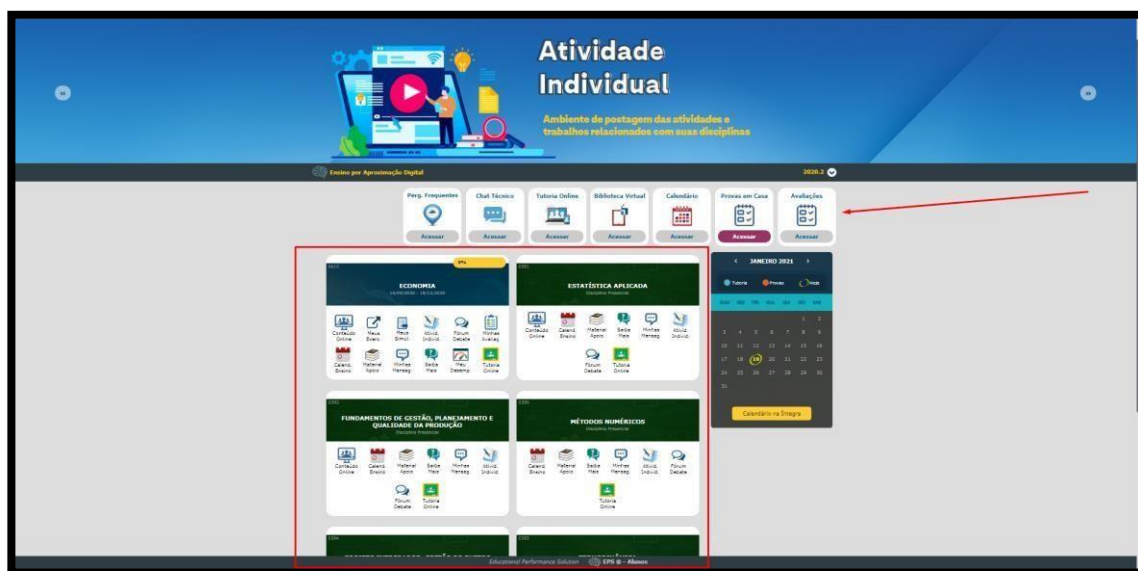 Atividade
Individual
Ambiente de postagem das atividades e
trabalhos relacionados com suas disciplinas
Ensino por Aproximação Digital
2020.2
Perg. Frequentes
Chat Técnico
Tutoria Online
Biblioteca Virtual
Calendário
Provas em Casa
Avaliações
Acessar
Acessar
Acessar
Acessar
Acessar
Acessar
Acessar
ECONOMIA
Conteúdo Online
Meus Exerc.
Meus Simul.
Ativid. Individ.
Fórum Debate
Minhas Avaliaç.
Calend. Ensino
Material Apoio
Minhas Mensag.
Saiba Mais
Meu Desemp.
Tutoria Online
ESTATÍSTICA APLICADA
Disciplina Presencial
Conteúdo Online
Calend. Ensino
Material Apoio
Saiba Mais
Minhas Mensag.
Ativid. Individ.
Fórum Debate
Tutoria Online
FUNDAMENTOS DE GESTÃO, PLANEJAMENTO E
QUALIDADE DA PRODUÇÃO
Disciplina Presencial
Conteúdo Online
Calend. Ensino
Material Apoio
Saiba Mais
Minhas Mensag.
Ativid. Individ.
Fórum Debate
Tutoria Online
MÉTODOS NUMÉRICOS
Disciplina Presencial
Calend. Ensino
Material Apoio
Saiba Mais
Minhas Mensag.
Ativid. Individ.
Fórum Debate
Tutoria Online
JANEIRO 2021
Tutoria
Provas
Hoje
1 2
3 4 5 6 7 8 9
10 11 12 13 14 15 16
17 18 19 20 21 22 23
24 25 26 27 28 29 30
31
Calendário na Íntegra
Educational Performance Solution
EPS ® - Alunos